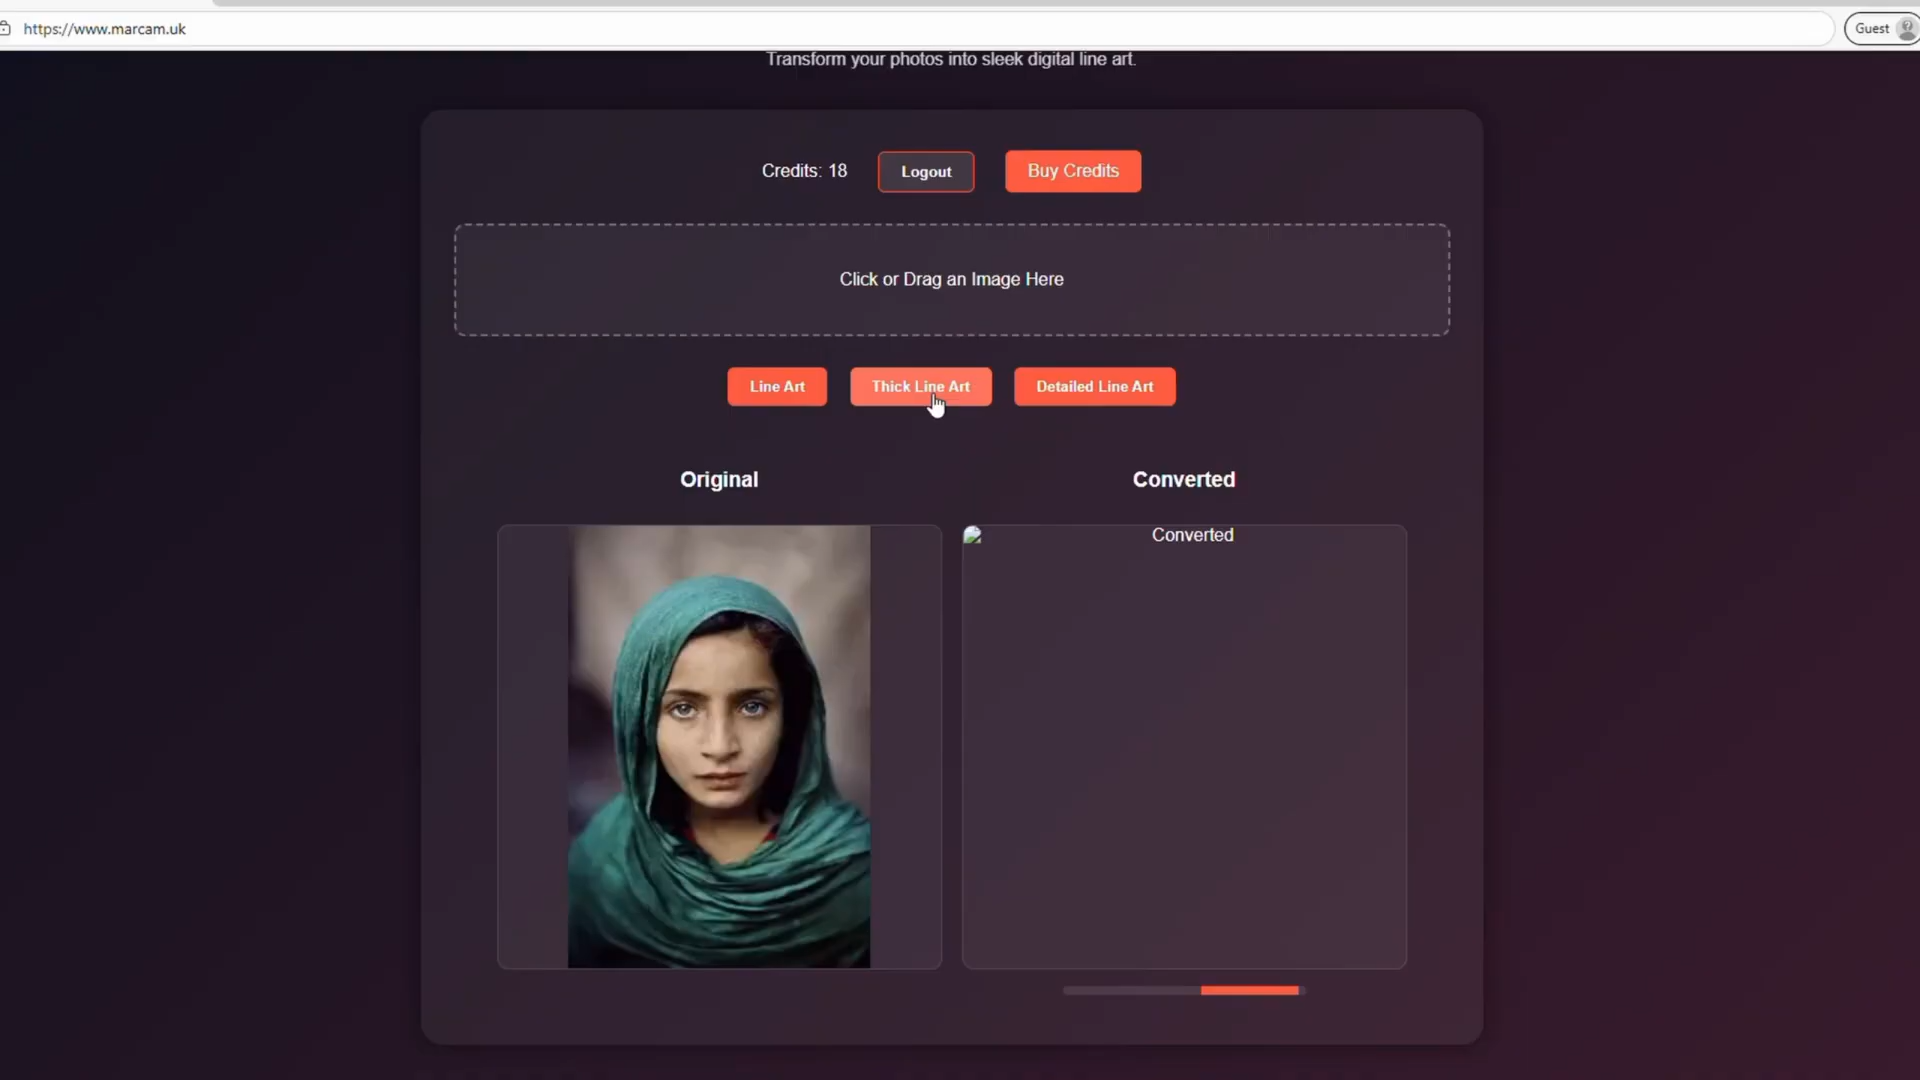 https://www.marcam.uk
Guest
Transform your photos into sleek digital line art.
Credits: 18
Logout
Buy Credits
Click or Drag an Image Here
Line Art
Thick Line Art
Detailed Line Art
Original
Converted
Converted